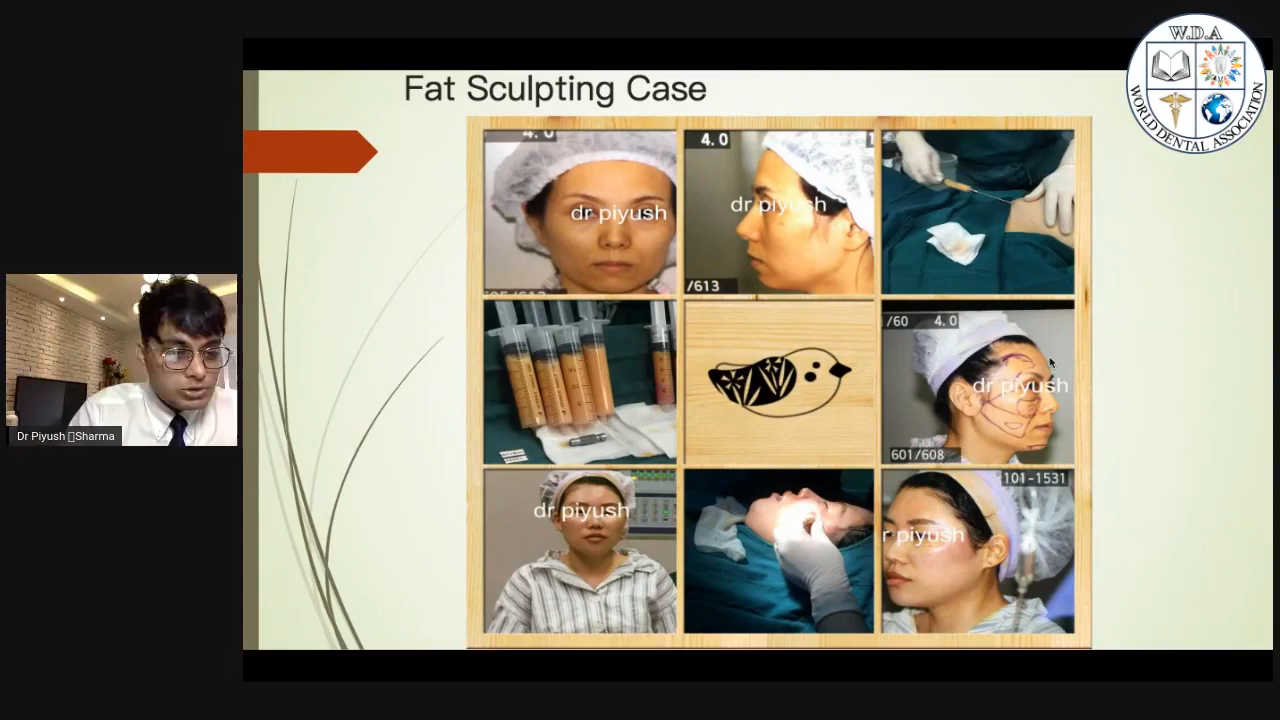 Fat Sculpting Case
W.D.A
WORLD DENTAL ASSOCIATION
4.0
dr piyush
4.0
dr piyush
/613
/60 4.0
dr piyush
601/608
dr piyush
101-1531
r piyush
Dr Piyush Sharma